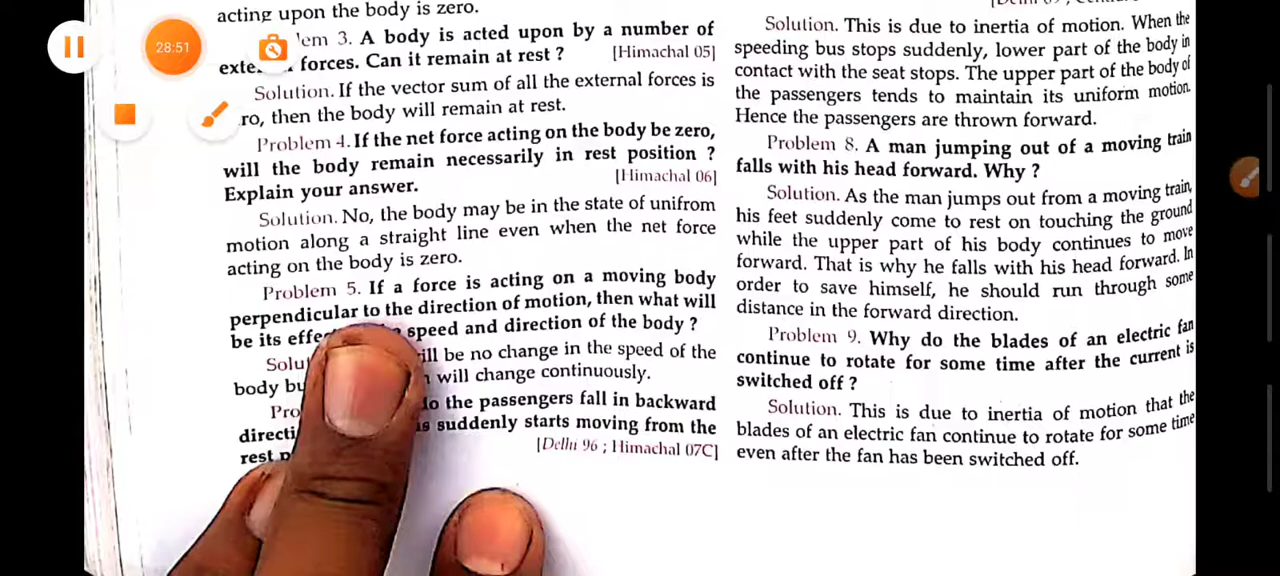 acting upon the body is zero.
lem 3. A body is acted upon by a number of
exte forces. Can it remain at rest ? [Himachal 05]
Solution. If the vector sum of all the external forces is
ro, then the body will remain at rest.
Problem 4. If the net force acting on the body be zero,
will the body remain necessarily in rest position ?
Explain your answer. [Himachal 06]
Solution. No, the body may be in the state of unifrom
motion along a straight line even when the net force
acting on the body is zero.
Problem 5. If a force is acting on a moving body
perpendicular to the direction of motion, then what will
be its effe speed and direction of the body ?
Solu ill be no change in the speed of the
body bu will change continuously.
Pro do the passengers fall in backward
directi suddenly starts moving from the
rest p [Delhi 96 ; Himachal 07C]
Solution. This is due to inertia of motion. When the
speeding bus stops suddenly, lower part of the body in
contact with the seat stops. The upper part of the body of
the passengers tends to maintain its uniform motion.
Hence the passengers are thrown forward.
Problem 8. A man jumping out of a moving train
falls with his head forward. Why ?
Solution. As the man jumps out from a moving train,
his feet suddenly come to rest on touching the ground
while the upper part of his body continues to move
forward. That is why he falls with his head forward. In
order to save himself, he should run through some
distance in the forward direction.
Problem 9. Why do the blades of an electric fan
continue to rotate for some time after the current is
switched off ?
Solution. This is due to inertia of motion that the
blades of an electric fan continue to rotate for some time
even after the fan has been switched off.
28:51